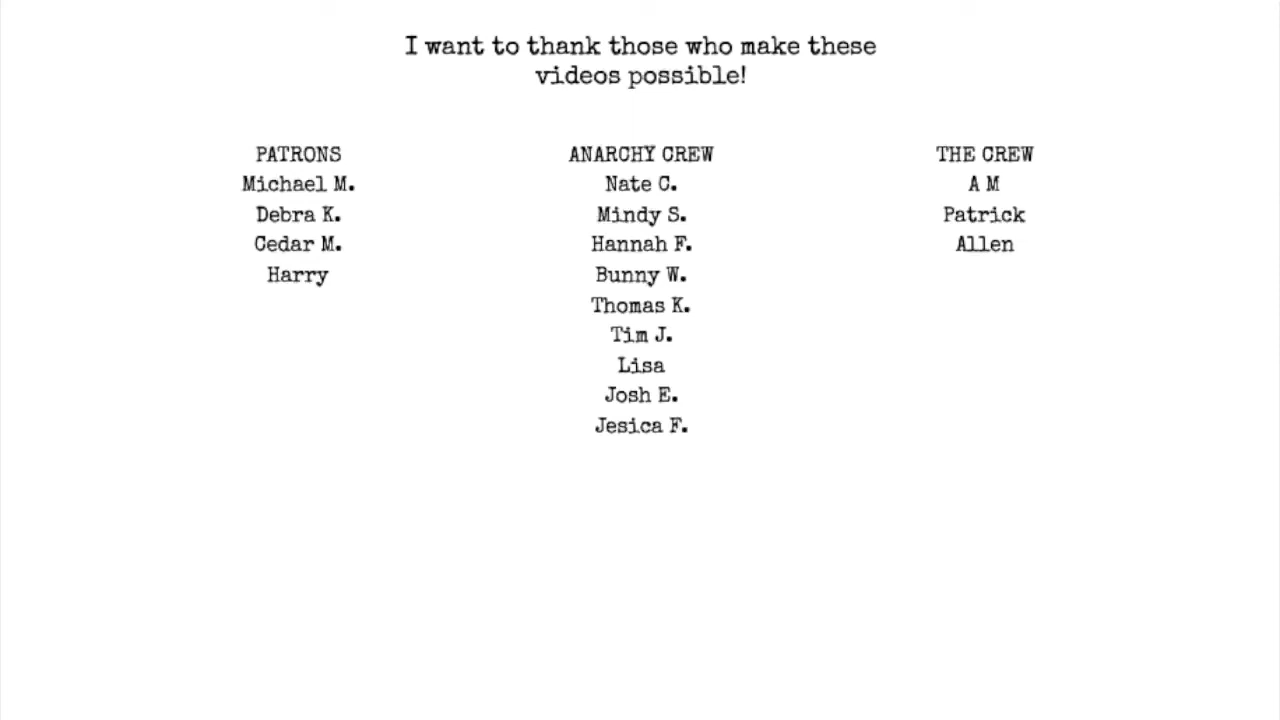 I want to thank those who make these
videos possible!
PATRONS
Michael M.
Debra K.
Cedar M.
Harry
ANARCHY CREW
Nate C.
Mindy S.
Hannah F.
Bunny W.
Thomas K.
Tim J.
Lisa
Josh E.
Jesica F.
THE CREW
A M
Patrick
Allen